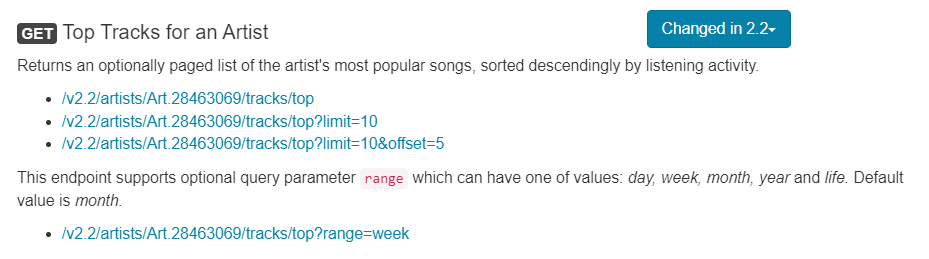 GET Top Tracks for an Artist
Changed in 2.2
Returns an optionally paged list of the artist's most popular songs, sorted descendingly by listening activity.
/v2.2/artists/Art.28463069/tracks/top
/v2.2/artists/Art.28463069/tracks/top?limit=10
/v2.2/artists/Art.28463069/tracks/top?limit=10&offset=5
This endpoint supports optional query parameter range which can have one of values: day, week, month, year and life. Default
value is month.
/v2.2/artists/Art.28463069/tracks/top?range=week